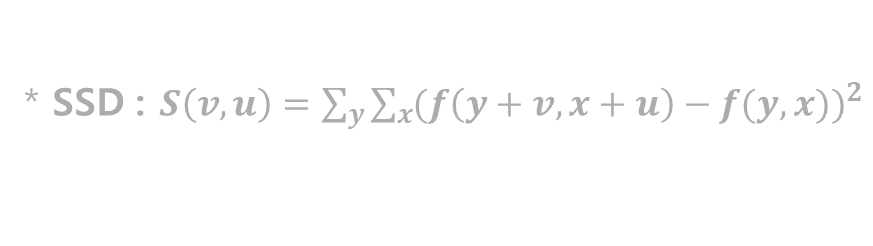 * SSD : S(v,u) = ∑y∑x(f(y + v, x + u) − f(y, x))²